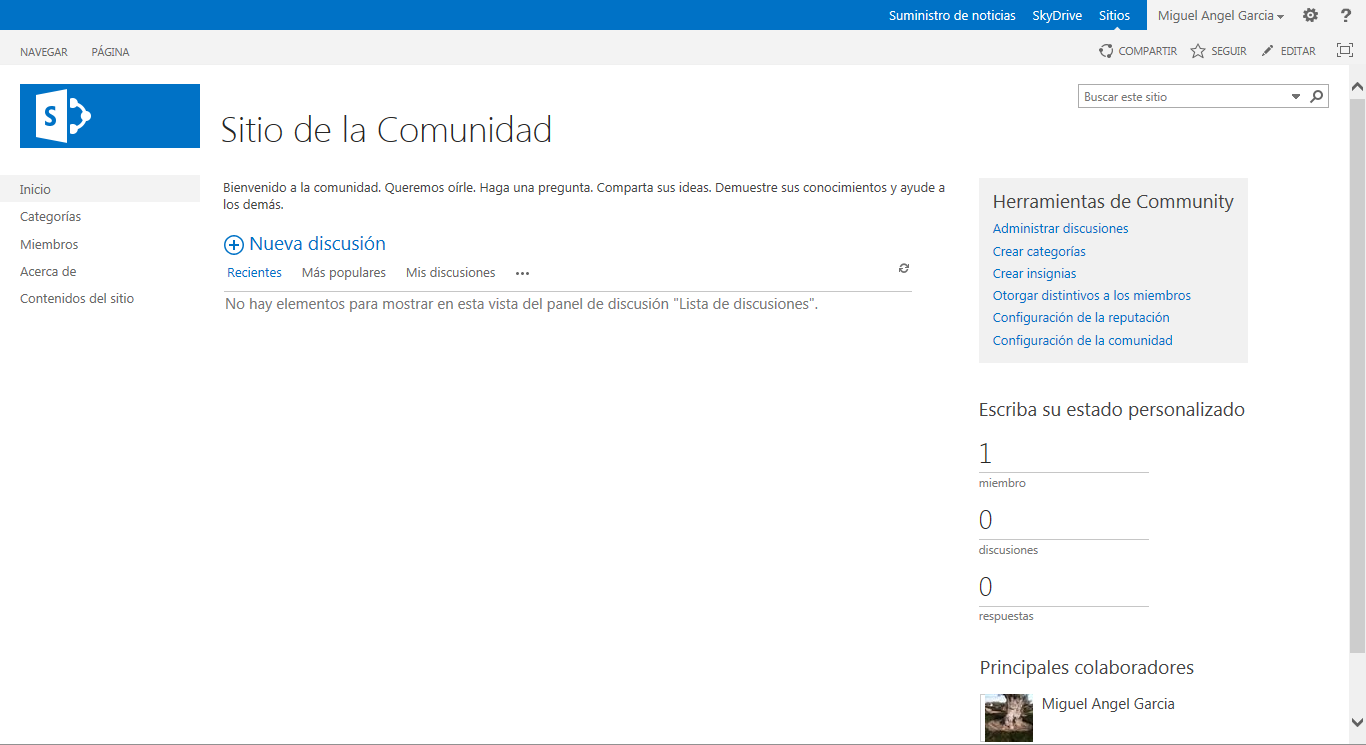 Suministro de noticias SkyDrive Sitios Miguel Angel Garcia ?
NAVEGAR PÁGINA COMPARTIR SEGUIR EDITAR
S
Buscar este sitio
Sitio de la Comunidad
Inicio
Categorías
Miembros
Acerca de
Contenidos del sitio
Bienvenido a la comunidad. Queremos oírle. Haga una pregunta. Comparta sus ideas. Demuestre sus conocimientos y ayude a
los demás.
Nueva discusión
Recientes Más populares Mis discusiones ...
No hay elementos para mostrar en esta vista del panel de discusión "Lista de discusiones".
Herramientas de Community
Administrar discusiones
Crear categorías
Crear insignias
Otorgar distintivos a los miembros
Configuración de la reputación
Configuración de la comunidad
Escriba su estado personalizado
1
miembro
0
discusiones
0
respuestas
Principales colaboradores
Miguel Angel Garcia